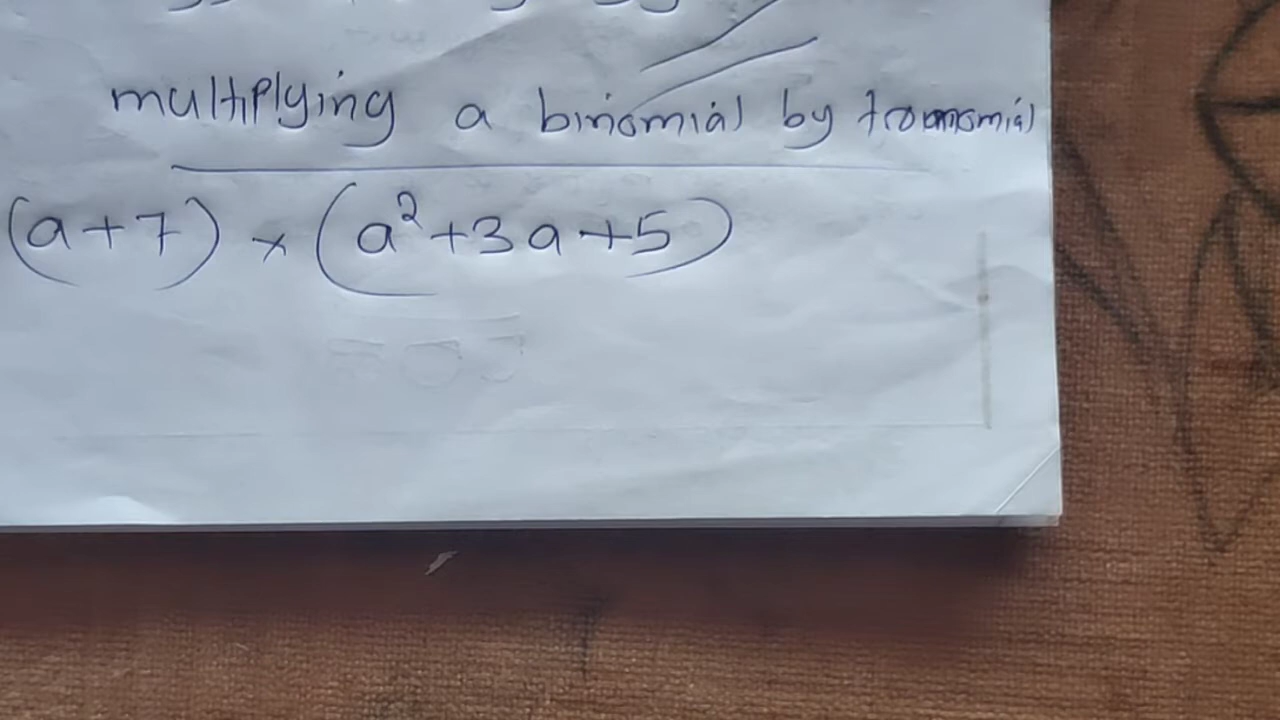 multiplying a binomial by
(a+7) × (a²+3a+5)